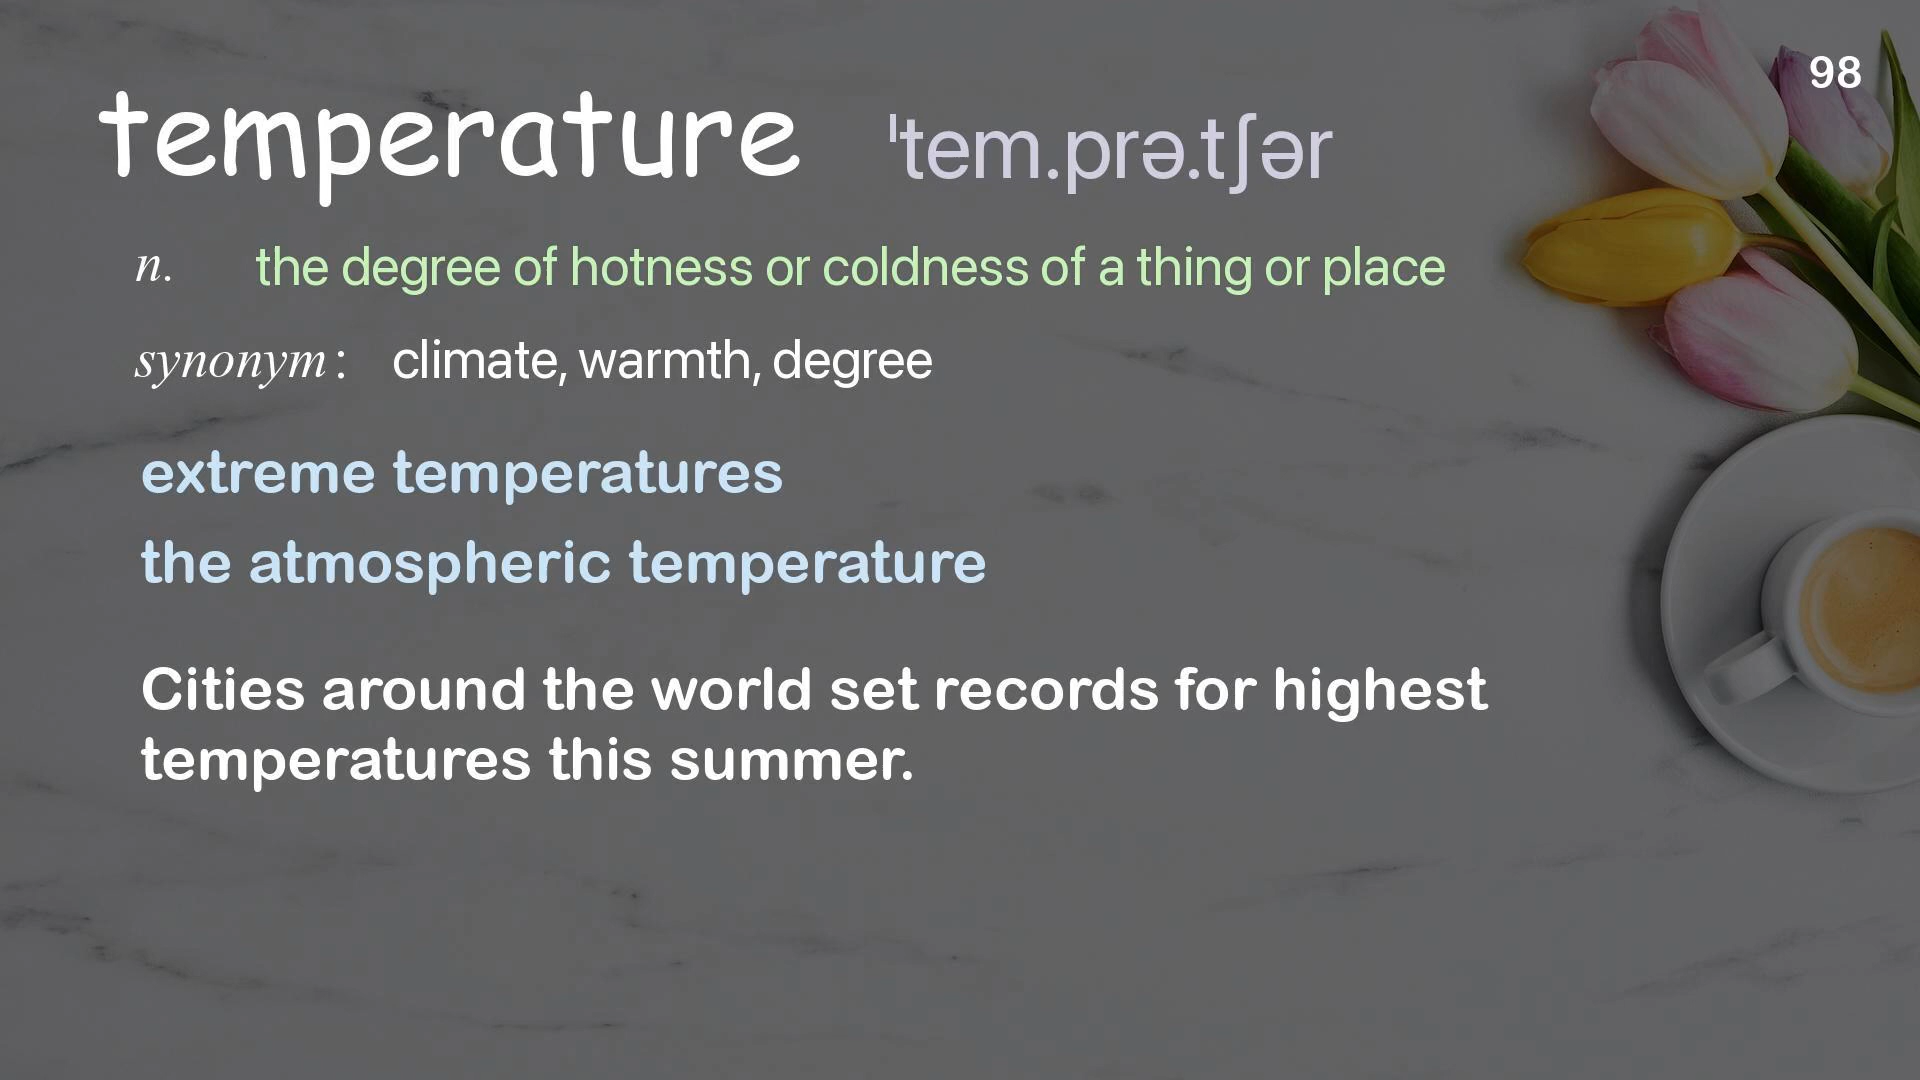 98
temperature ˈtem.prə.tʃər
n. the degree of hotness or coldness of a thing or place
synonym: climate, warmth, degree
extreme temperatures
the atmospheric temperature
Cities around the world set records for highest
temperatures this summer.